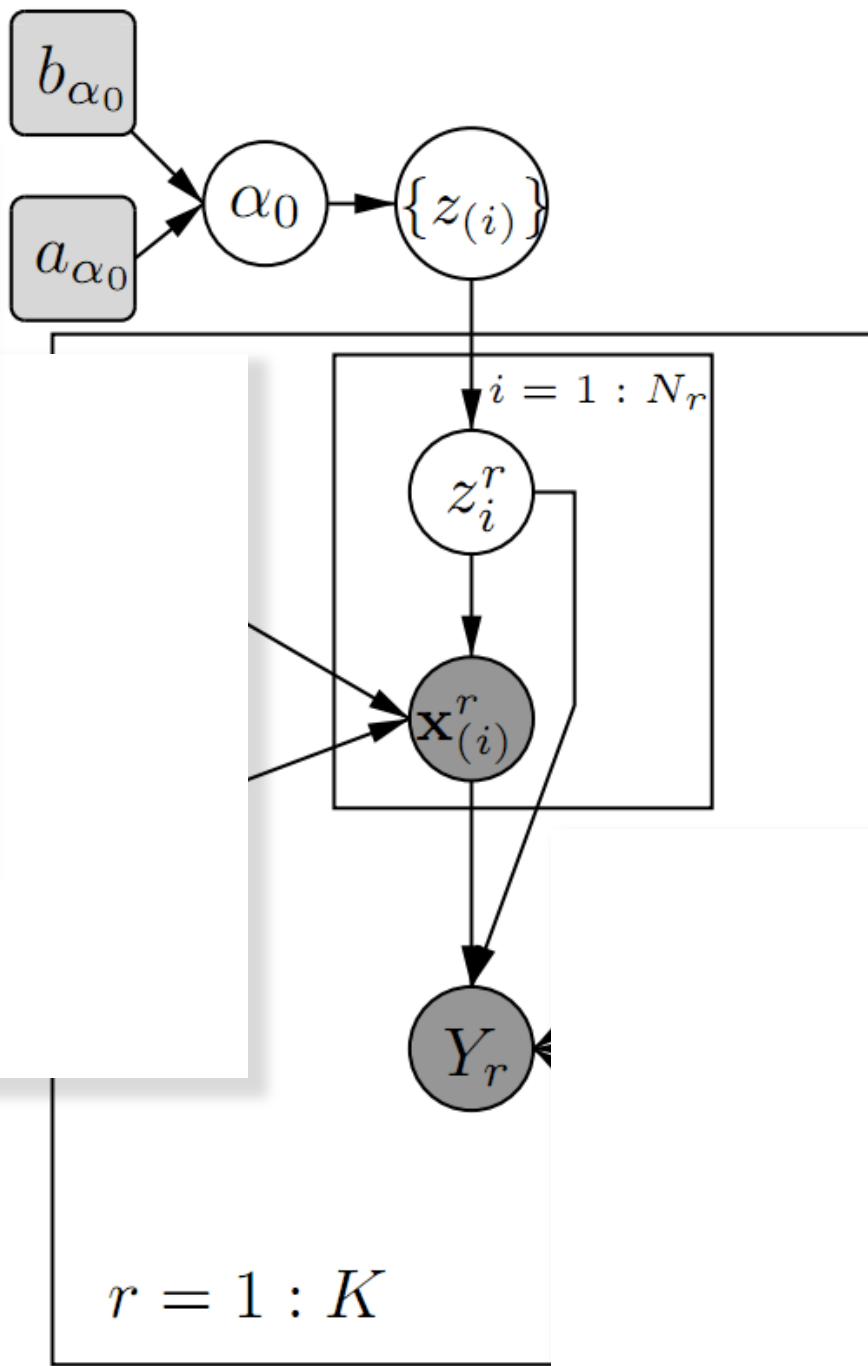 b_{α_0}
α_0
{z_{(i)}}
a_{α_0}
i = 1 : N_r
z_i^r
𝐱_{(i)}^r
Y_r
r = 1 : K